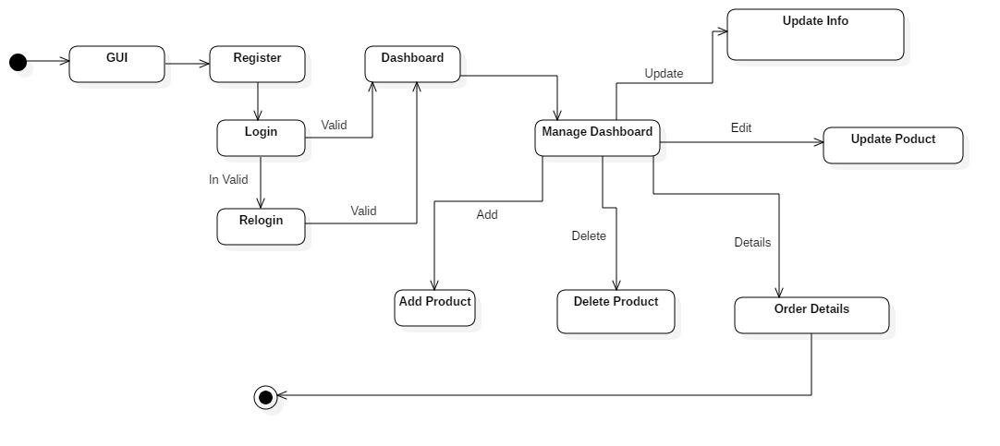 Update Info
GUI
Register
Dashboard
Update
Login
Valid
Manage Dashboard
Edit
Update Poduct
In Valid
Relogin
Valid
Add
Delete
Details
Add Product
Delete Product
Order Details